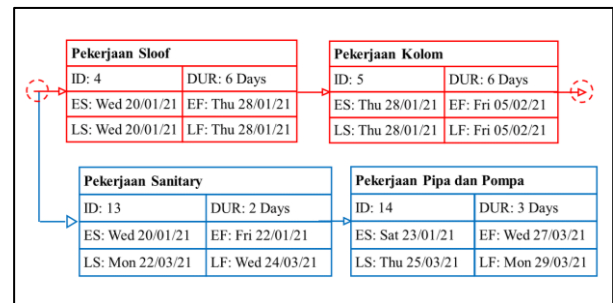 Pekerjaan Sloof
ID: 4 DUR: 6 Days
ES: Wed 20/01/21 EF: Thu 28/01/21
LS: Wed 20/01/21 LF: Thu 28/01/21
Pekerjaan Kolom
ID: 5 DUR: 6 Days
ES: Thu 28/01/21 EF: Fri 05/02/21
LS: Thu 28/01/21 LF: Fri 05/02/21
Pekerjaan Sanitary
ID: 13 DUR: 2 Days
ES: Wed 20/01/21 EF: Fri 22/01/21
LS: Mon 22/03/21 LF: Wed 24/03/21
Pekerjaan Pipa dan Pompa
ID: 14 DUR: 3 Days
ES: Sat 23/01/21 EF: Wed 27/03/21
LS: Thu 25/03/21 LF: Mon 29/03/21